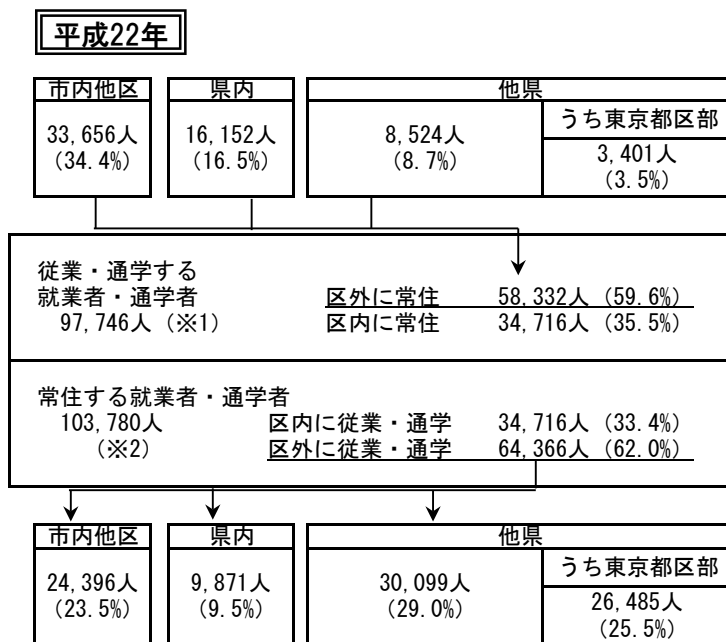 平成22年
市内他区 県内 他県
33,656人 16,152人 8,524人 うち東京都区部
(34.4%) (16.5%) (8.7%) 3,401人
(3.5%)
従業・通学する
就業者・通学者 区外に常住 58,332人 (59.6%)
97,746人 (※1) 区内に常住 34,716人 (35.5%)
常住する就業者・通学者
103,780人 区内に従業・通学 34,716人 (33.4%)
(※2) 区外に従業・通学 64,366人 (62.0%)
市内他区 県内 他県
24,396人 9,871人 30,099人 うち東京都区部
(23.5%) (9.5%) (29.0%) 26,485人
(25.5%)